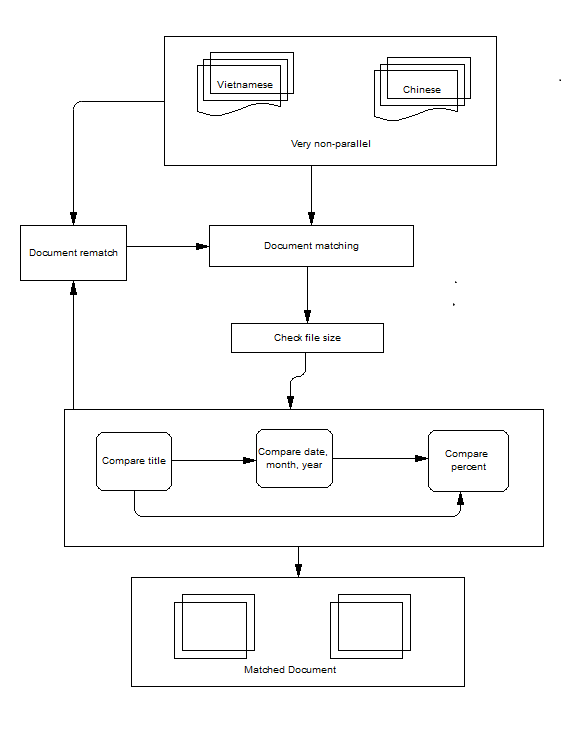 Vietnamese
Chinese
Very non-parallel
Document rematch
Document matching
Check file size
Compare title
Compare date,
month, year
Compare
percent
Matched Document